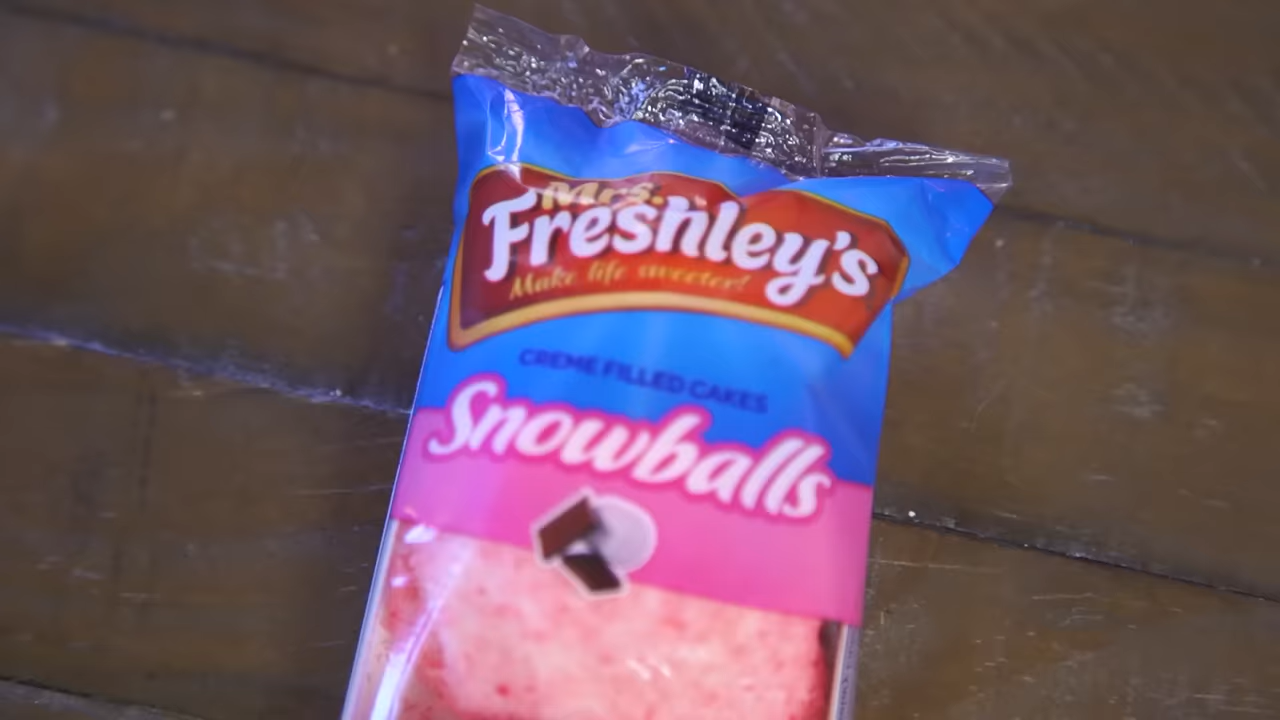 Mrs.
Freshley's
Make life sweeter!
CREME FILLED CAKES
Snowballs